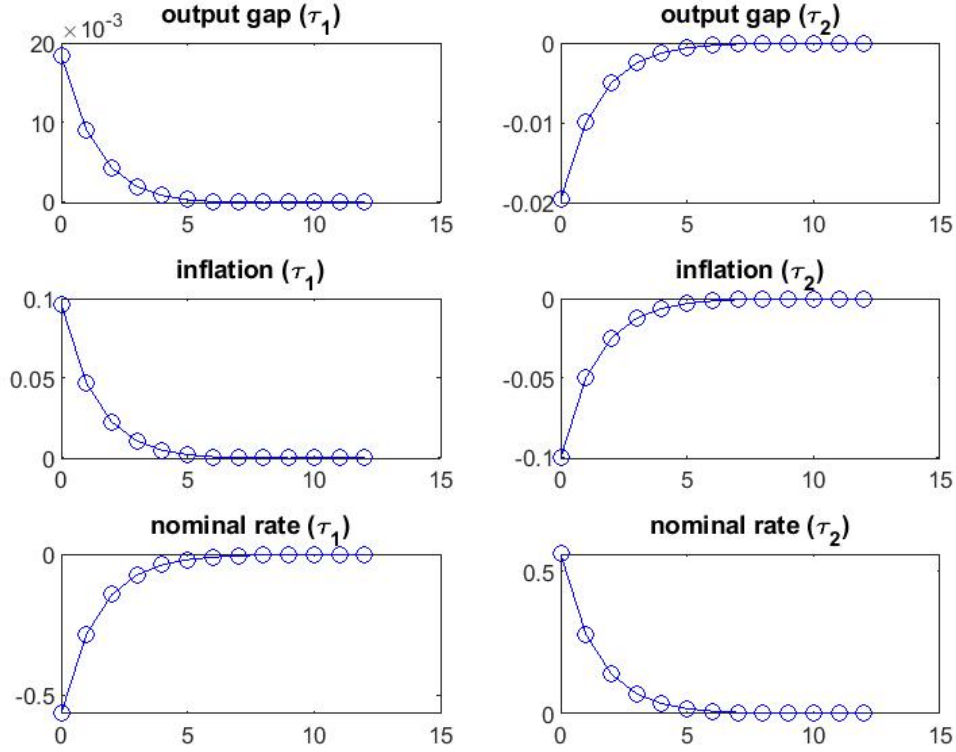 output gap (τ1)
20 ×10-3
10
0
0 5 10 15
output gap (τ2)
0
-0.01
-0.02
0 5 10 15
inflation (τ1)
0.1
0.05
0
0 5 10 15
inflation (τ2)
0
-0.05
-0.1
0 5 10 15
nominal rate (τ1)
0
-0.5
0 5 10 15
nominal rate (τ2)
0.5
0
0 5 10 15